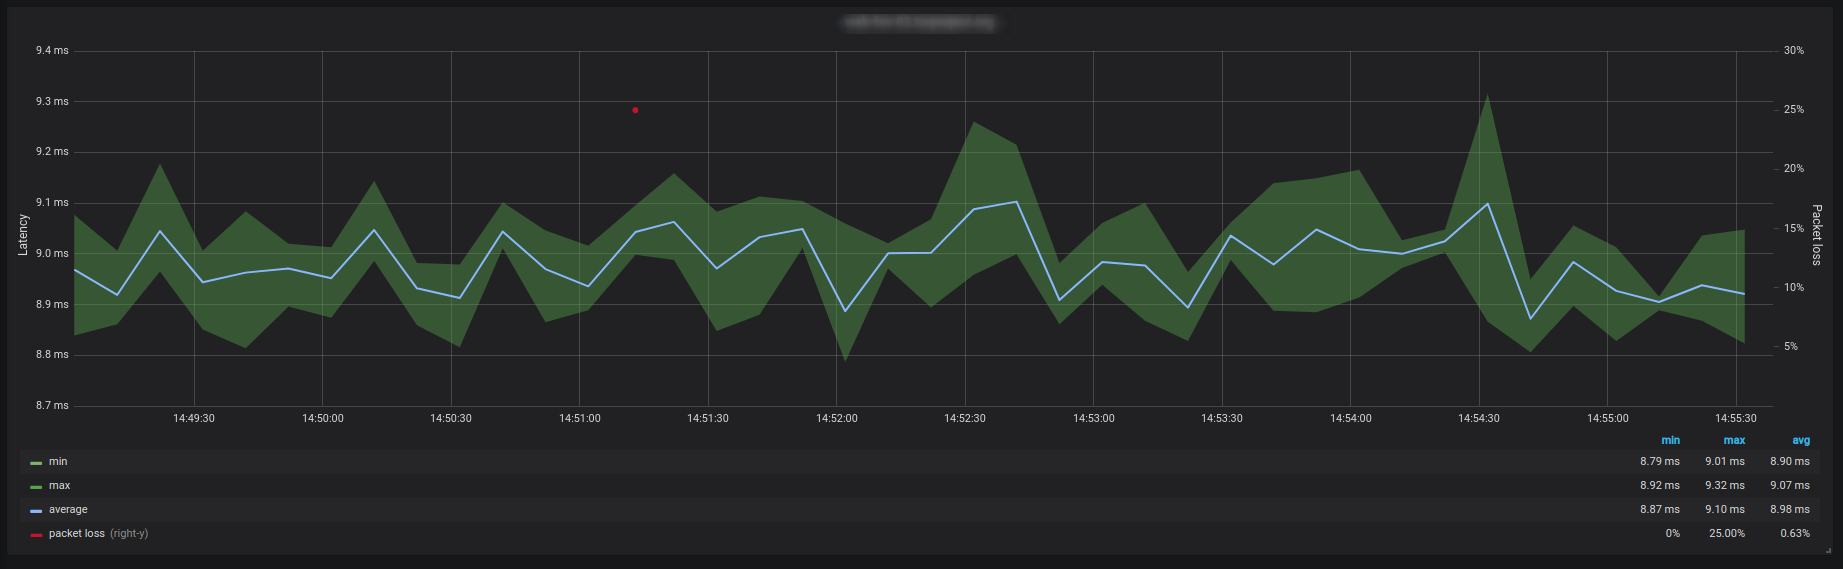 9.4 ms 30%
9.3 ms 25%
9.2 ms 20%
9.1 ms 15%
9.0 ms 10%
8.9 ms 5%
8.8 ms
8.7 ms
Latency
Packet loss
14:49:30 14:50:00 14:50:30 14:51:00 14:51:30 14:52:00 14:52:30 14:53:00 14:53:30 14:54:00 14:54:30 14:55:00 14:55:30
min max avg
min 8.79 ms 9.01 ms 8.90 ms
max 8.92 ms 9.32 ms 9.07 ms
average 8.87 ms 9.10 ms 8.98 ms
packet loss (right-y) 0% 25.00% 0.63%